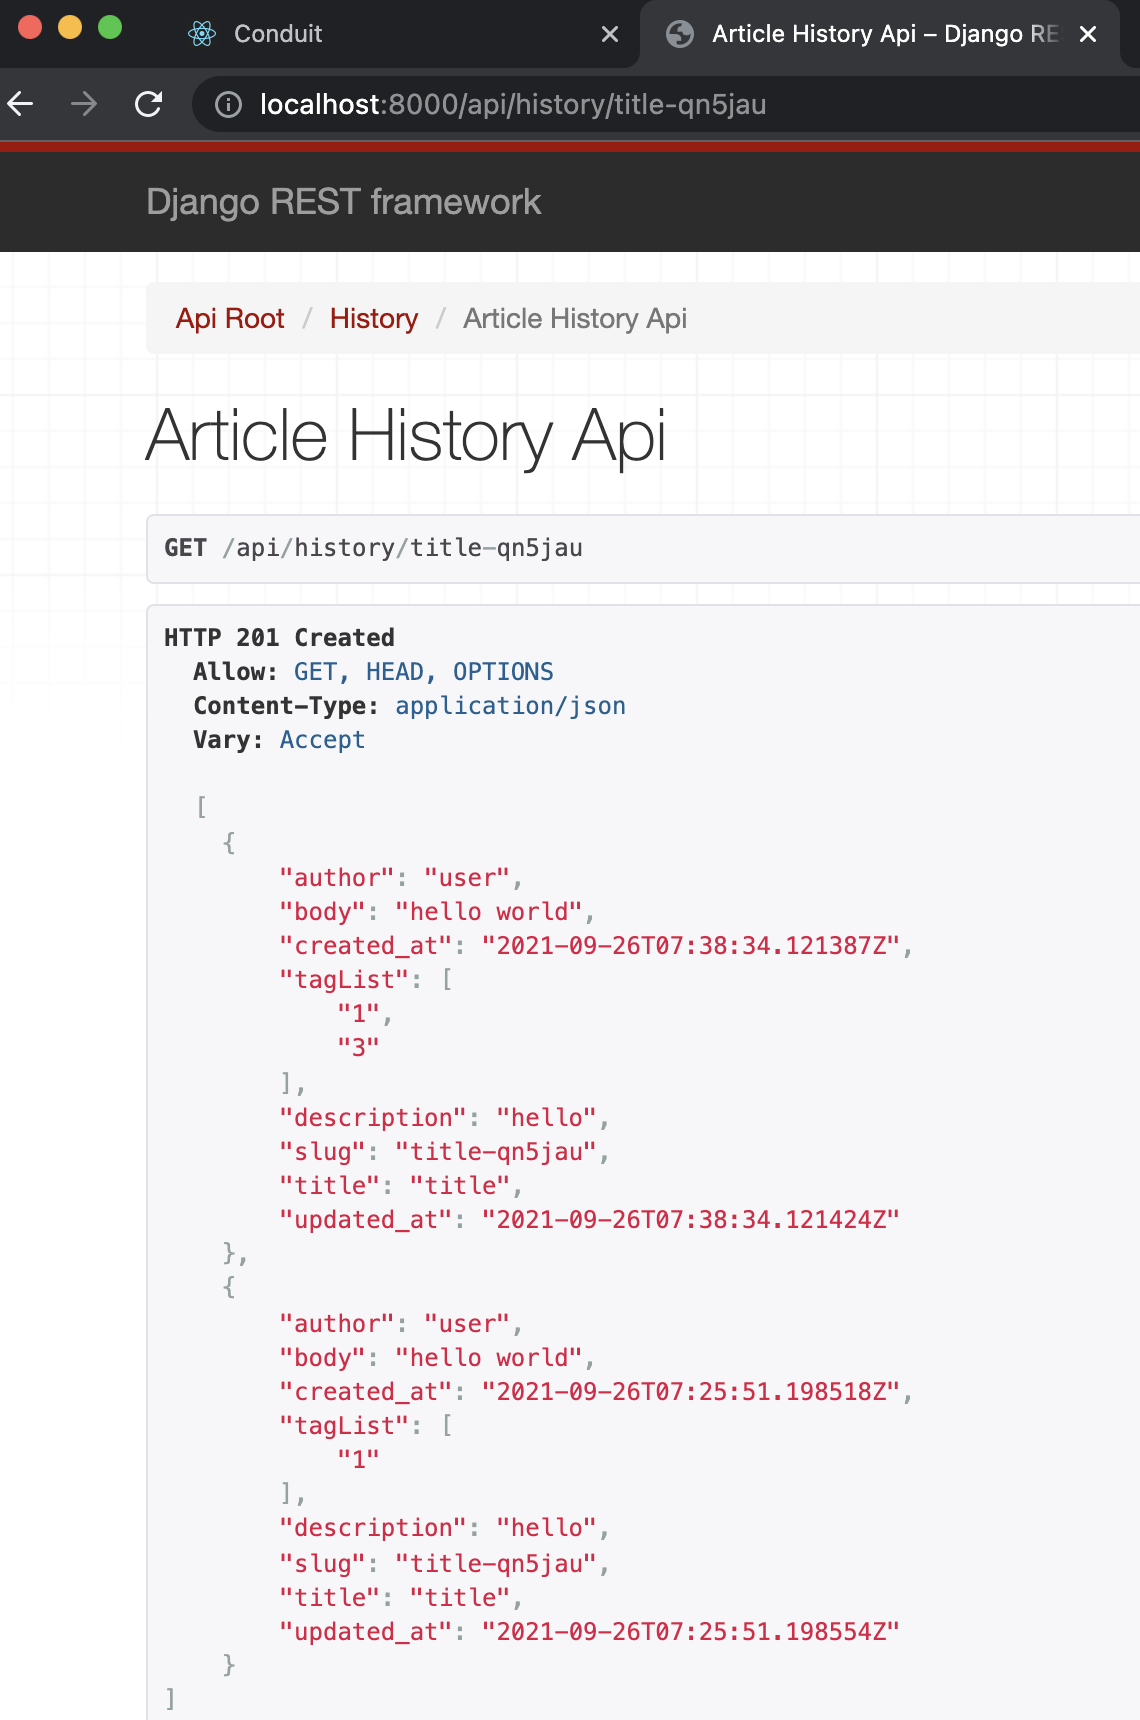 Conduit
Article History Api – Django RE
localhost:8000/api/history/title-qn5jau
Django REST framework
Api Root / History / Article History Api
Article History Api
GET /api/history/title-qn5jau
HTTP 201 Created
Allow: GET, HEAD, OPTIONS
Content-Type: application/json
Vary: Accept
[
{
"author": "user",
"body": "hello world",
"created_at": "2021-09-26T07:38:34.121387Z",
"tagList": [
"1",
"3"
],
"description": "hello",
"slug": "title-qn5jau",
"title": "title",
"updated_at": "2021-09-26T07:38:34.121424Z"
},
{
"author": "user",
"body": "hello world",
"created_at": "2021-09-26T07:25:51.198518Z",
"tagList": [
"1"
],
"description": "hello",
"slug": "title-qn5jau",
"title": "title",
"updated_at": "2021-09-26T07:25:51.198554Z"
}
]